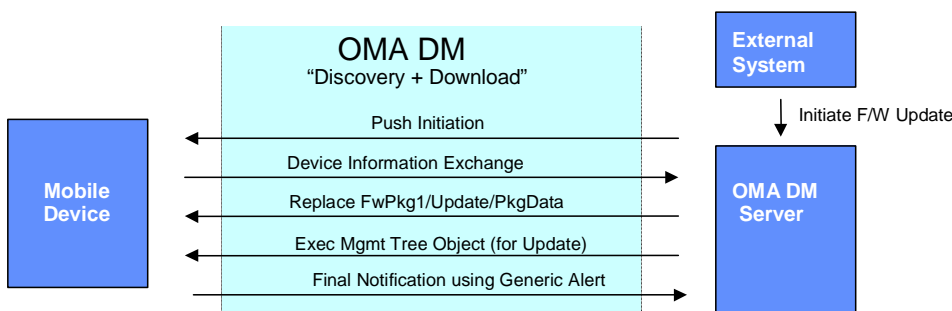 OMA DM
“Discovery + Download”
External
System
Initiate F/W Update
Push Initiation
Device Information Exchange
Mobile
Device
Replace FwPkg1/Update/PkgData
OMA DM
Server
Exec Mgmt Tree Object (for Update)
Final Notification using Generic Alert